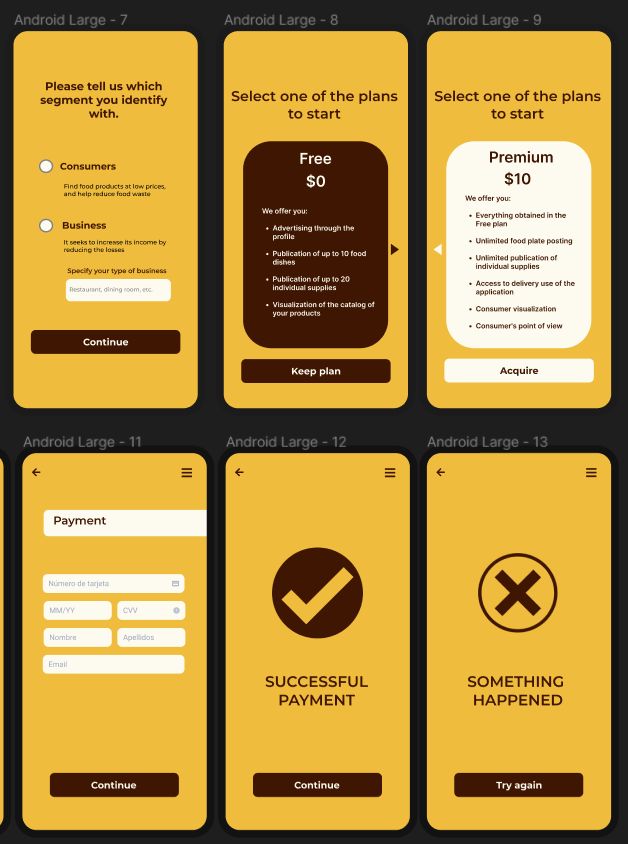 Android Large - 7
Please tell us which
segment you identify
with.
Consumers
Find food products at low prices,
and help reduce food waste
Business
It seeks to increase its income by
reducing the losses
Specify your type of business
Restaurant, dining room, etc.
Continue
Android Large - 8
Select one of the plans
to start
Free
$0
We offer you:
• Advertising through the
profile
• Publication of up to 10 food
dishes
• Publication of up to 20
individual supplies
• Visualization of the catalog of
your products
Keep plan
Android Large - 9
Select one of the plans
to start
Premium
$10
We offer you:
• Everything obtained in the
Free plan
• Unlimited food plate posting
• Unlimited publication of
individual supplies
• Access to delivery use of the
application
• Consumer visualization
• Consumer's point of view
Acquire
Android Large - 11
Payment
Número de tarjeta
MM/YY
CVV
Nombre
Apellidos
Email
Continue
Android Large - 12
SUCCESSFUL
PAYMENT
Continue
Android Large - 13
SOMETHING
HAPPENED
Try again